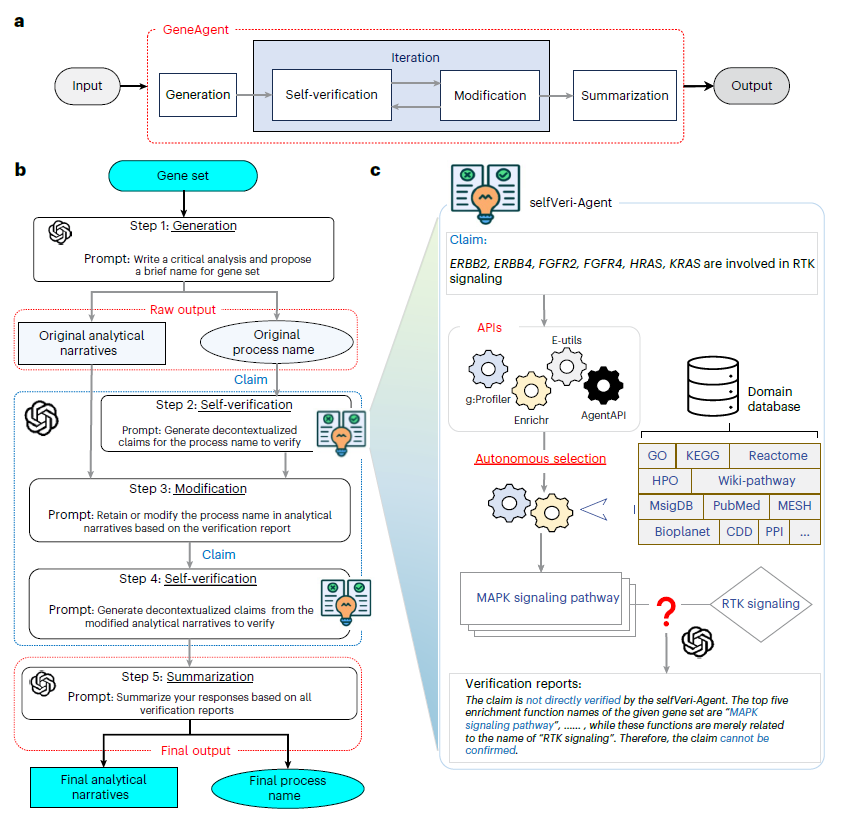 a
GeneAgent
Iteration
Input
Generation
Self-verification
Modification
Summarization
Output
b
Gene set
Step 1: Generation
Prompt: Write a critical analysis and propose
a brief name for gene set
Raw output
Original analytical
narratives
Original
process name
Claim
Step 2: Self-verification
Prompt: Generate decontextualized
claims for the process name to verify
Step 3: Modification
Prompt: Retain or modify the process name in analytical
narratives based on the verification report
Claim
Step 4: Self-verification
Prompt: Generate decontextualized claims from the
modified analytical narratives to verify
Step 5: Summarization
Prompt: Summarize your responses based on all
verification reports
Final output
Final analytical
narratives
Final process
name
c
selfVeri-Agent
Claim:
ERBB2, ERBB4, FGFR2, FGFR4, HRAS, KRAS are involved in RTK
signaling
APIs
E-utils
g:Profiler
Enrichr
AgentAPI
Autonomous selection
Domain
database
GO KEGG Reactome
HPO Wiki-pathway
MsigDB PubMed MESH
Bioplanet CDD PPI ...
MAPK signaling pathway
?
RTK signaling
Verification reports:
The claim is not directly verified by the selfVeri-Agent. The top five
enrichment function names of the given gene set are "MAPK
signaling pathway", ...... , while these functions are merely related
to the name of "RTK signaling". Therefore, the claim cannot be
confirmed.